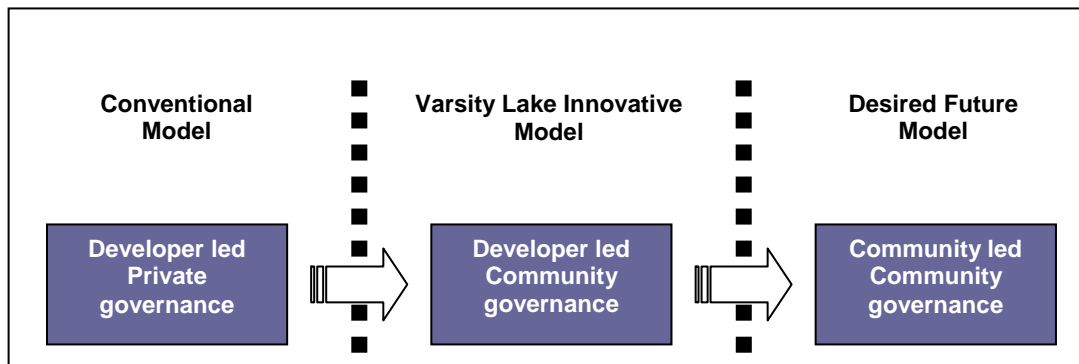 Conventional
Model
Varsity Lake Innovative
Model
Desired Future
Model
Developer led
Private
governance
Developer led
Community
governance
Community led
Community
governance